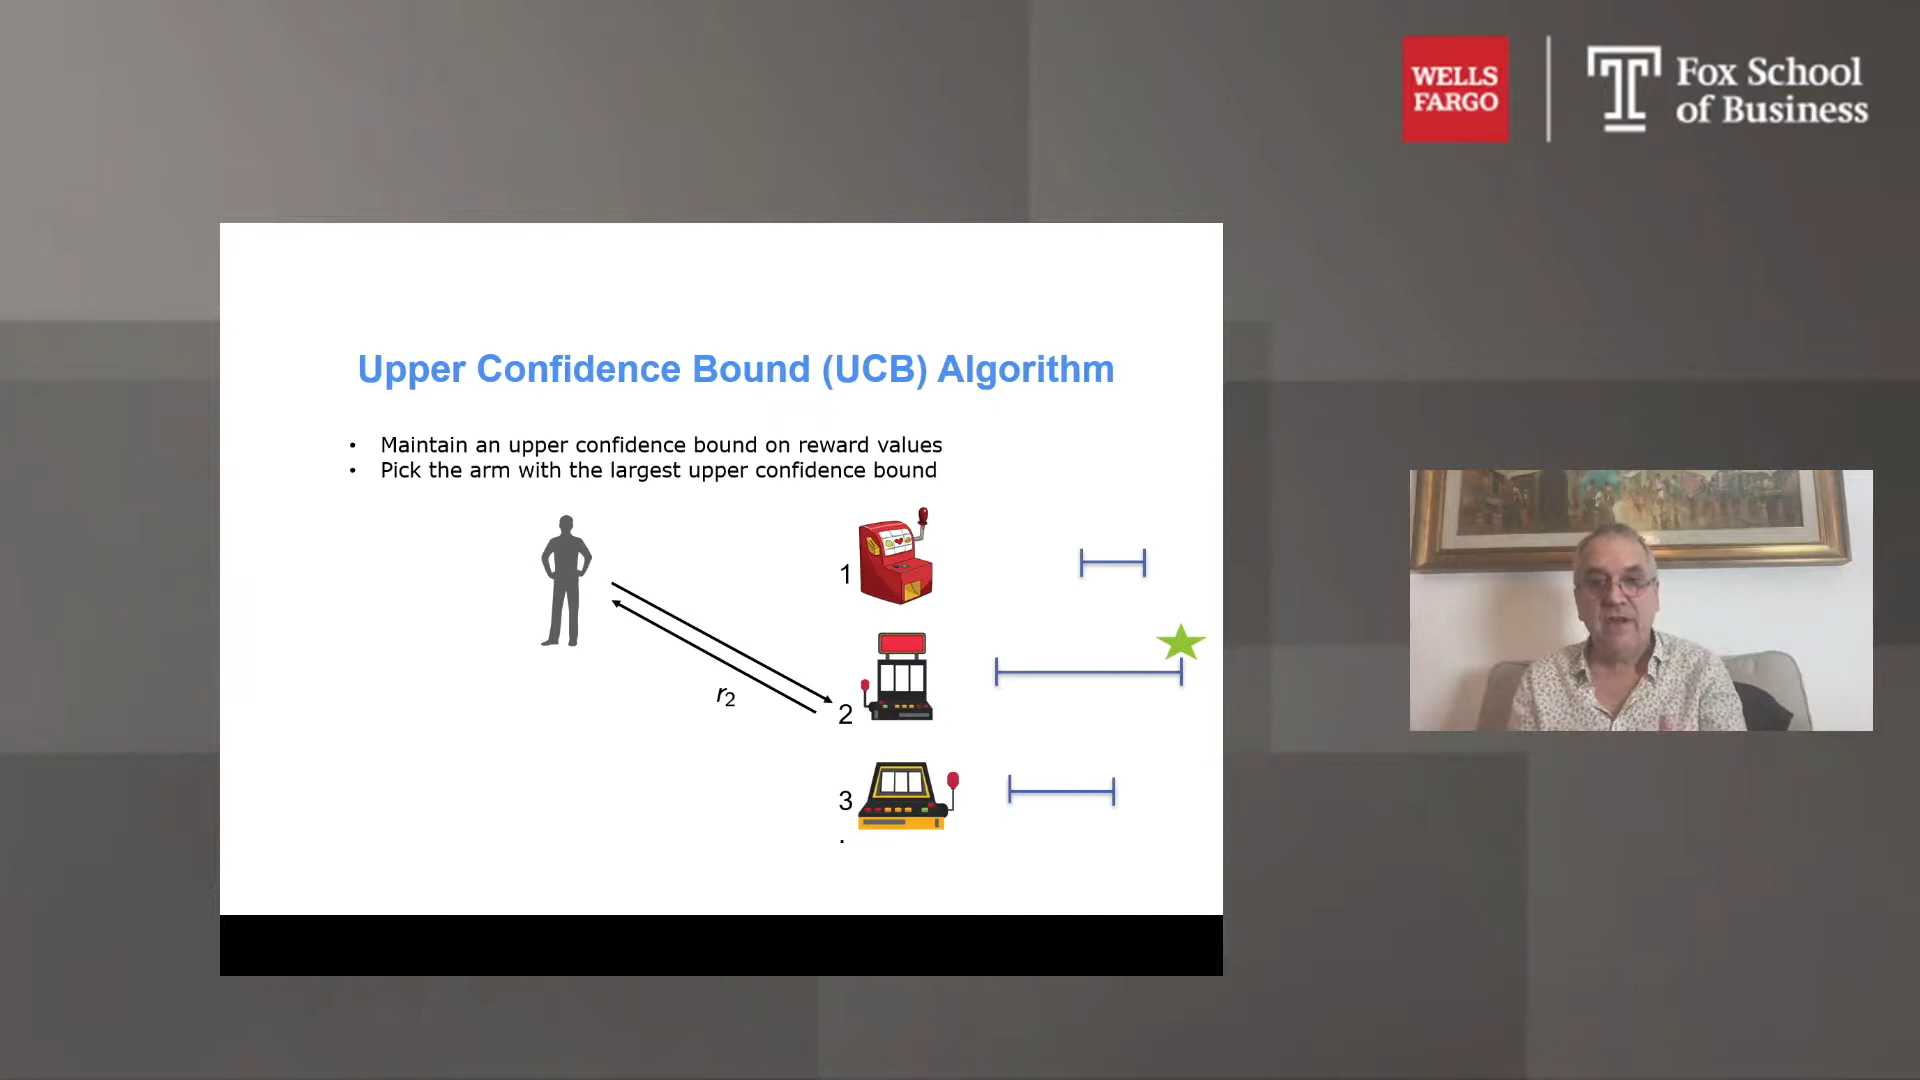 WELLS
FARGO
Fox School
of Business
Upper Confidence Bound (UCB) Algorithm
• Maintain an upper confidence bound on reward values
• Pick the arm with the largest upper confidence bound
1
r2
2
3
.